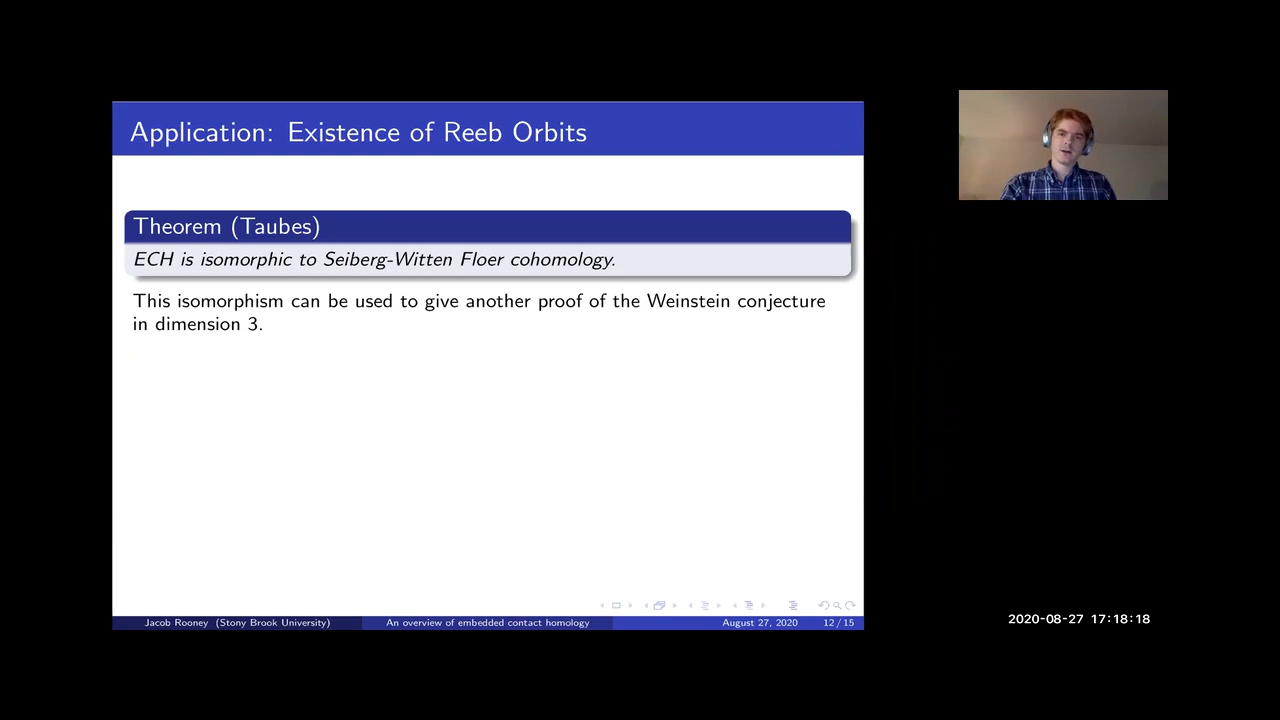 Application: Existence of Reeb Orbits
Theorem (Taubes)
ECH is isomorphic to Seiberg-Witten Floer cohomology.
This isomorphism can be used to give another proof of the Weinstein conjecture
in dimension 3.
Jacob Rooney (Stony Brook University)
An overview of embedded contact homology
August 27, 2020
12 / 15
2020-08-27 17:18:18